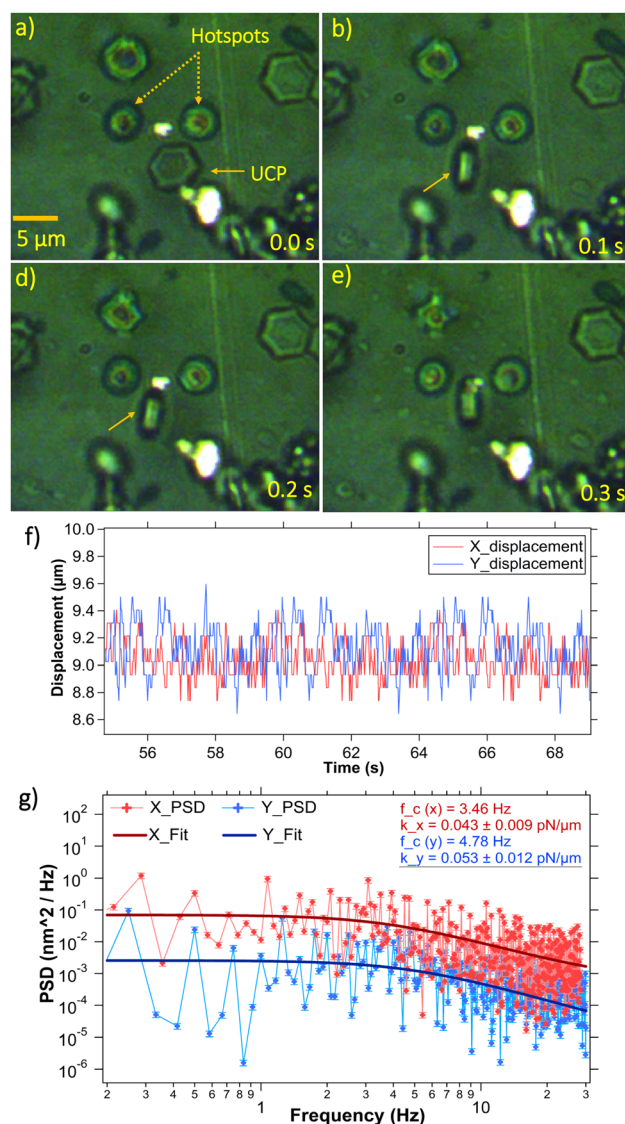 a)
Hotspots
UCP
5 µm
0.0 s
b)
0.1 s
d)
0.2 s
e)
0.3 s
f)
10.0
9.8
9.6
9.4
9.2
9.0
8.8
8.6
Displacement (µm)
X_displacement
Y_displacement
56
58
60
62
64
66
68
Time (s)
g)
X_PSD
Y_PSD
X_Fit
Y_Fit
f_c (x) = 3.46 Hz
k_x = 0.043 ± 0.009 pN/µm
f_c (y) = 4.78 Hz
k_y = 0.053 ± 0.012 pN/µm
10^2
10^1
10^0
10^-1
10^-2
10^-3
10^-4
10^-5
10^-6
PSD (nm^2 / Hz)
2 3 4 5 6 7 8 9 1 2 3 4 5 6 7 8 9 10 2 3
Frequency (Hz)